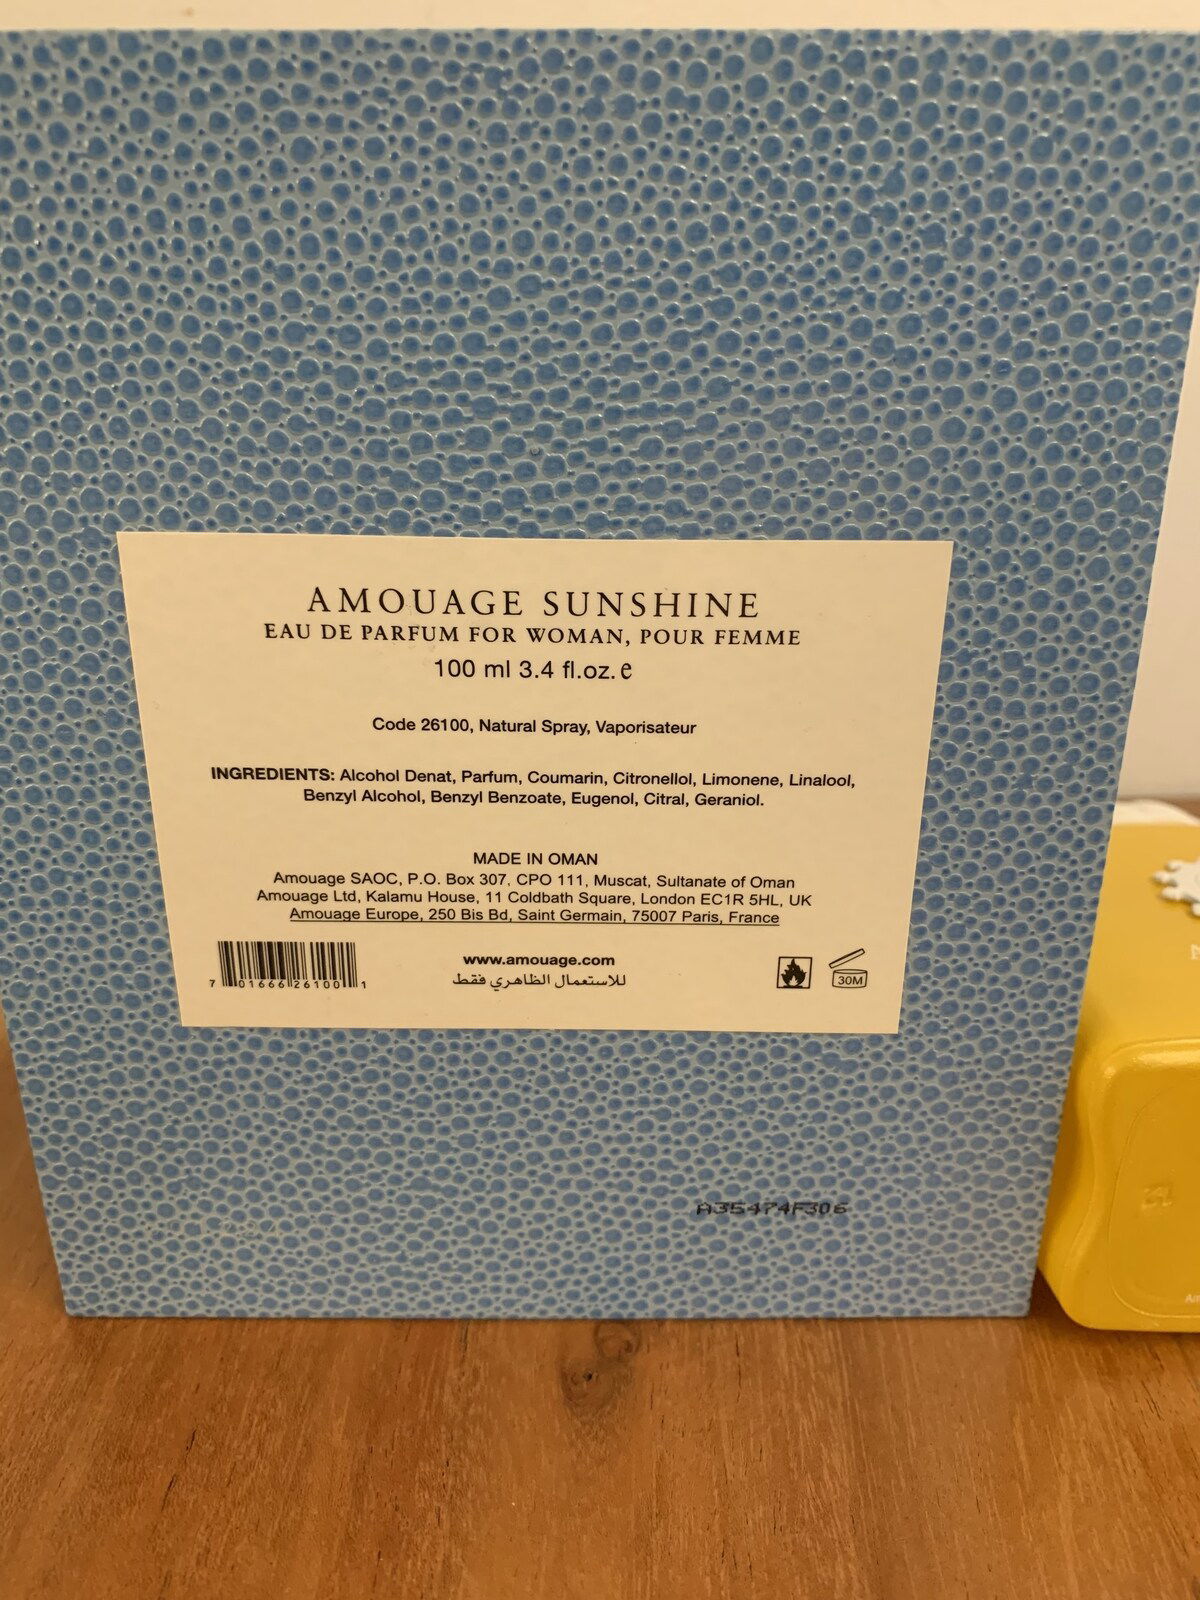 AMOUAGE SUNSHINE
EAU DE PARFUM FOR WOMAN, POUR FEMME
100 ml 3.4 fl.oz. e
Code 26100, Natural Spray, Vaporisateur
INGREDIENTS: Alcohol Denat, Parfum, Coumarin, Citronellol, Limonene, Linalool,
Benzyl Alcohol, Benzyl Benzoate, Eugenol, Citral, Geraniol.
MADE IN OMAN
Amouage SAOC, P.O. Box 307, CPO 111, Muscat, Sultanate of Oman
Amouage Ltd, Kalamu House, 11 Coldbath Square, London EC1R 5HL, UK
Amouage Europe, 250 Bis Bd, Saint Germain, 75007 Paris, France
www.amouage.com
للاستعمال الظاهري فقط
7 01666 26100 1
30M
A35474F306